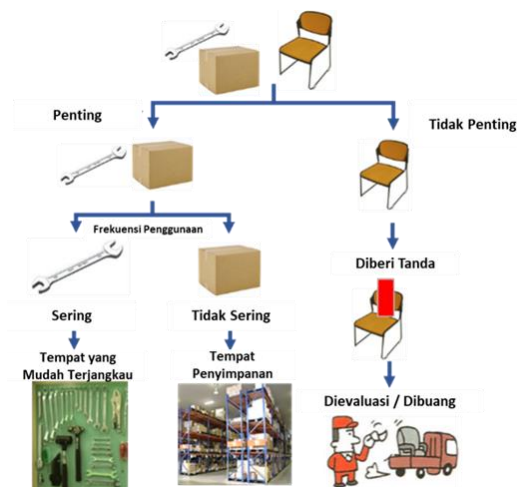 Penting
Tidak Penting
Frekuensi Penggunaan
Diberi Tanda
Sering
Tidak Sering
Tempat yang
Mudah Terjangkau
Tempat
Penyimpanan
Dievaluasi / Dibuang